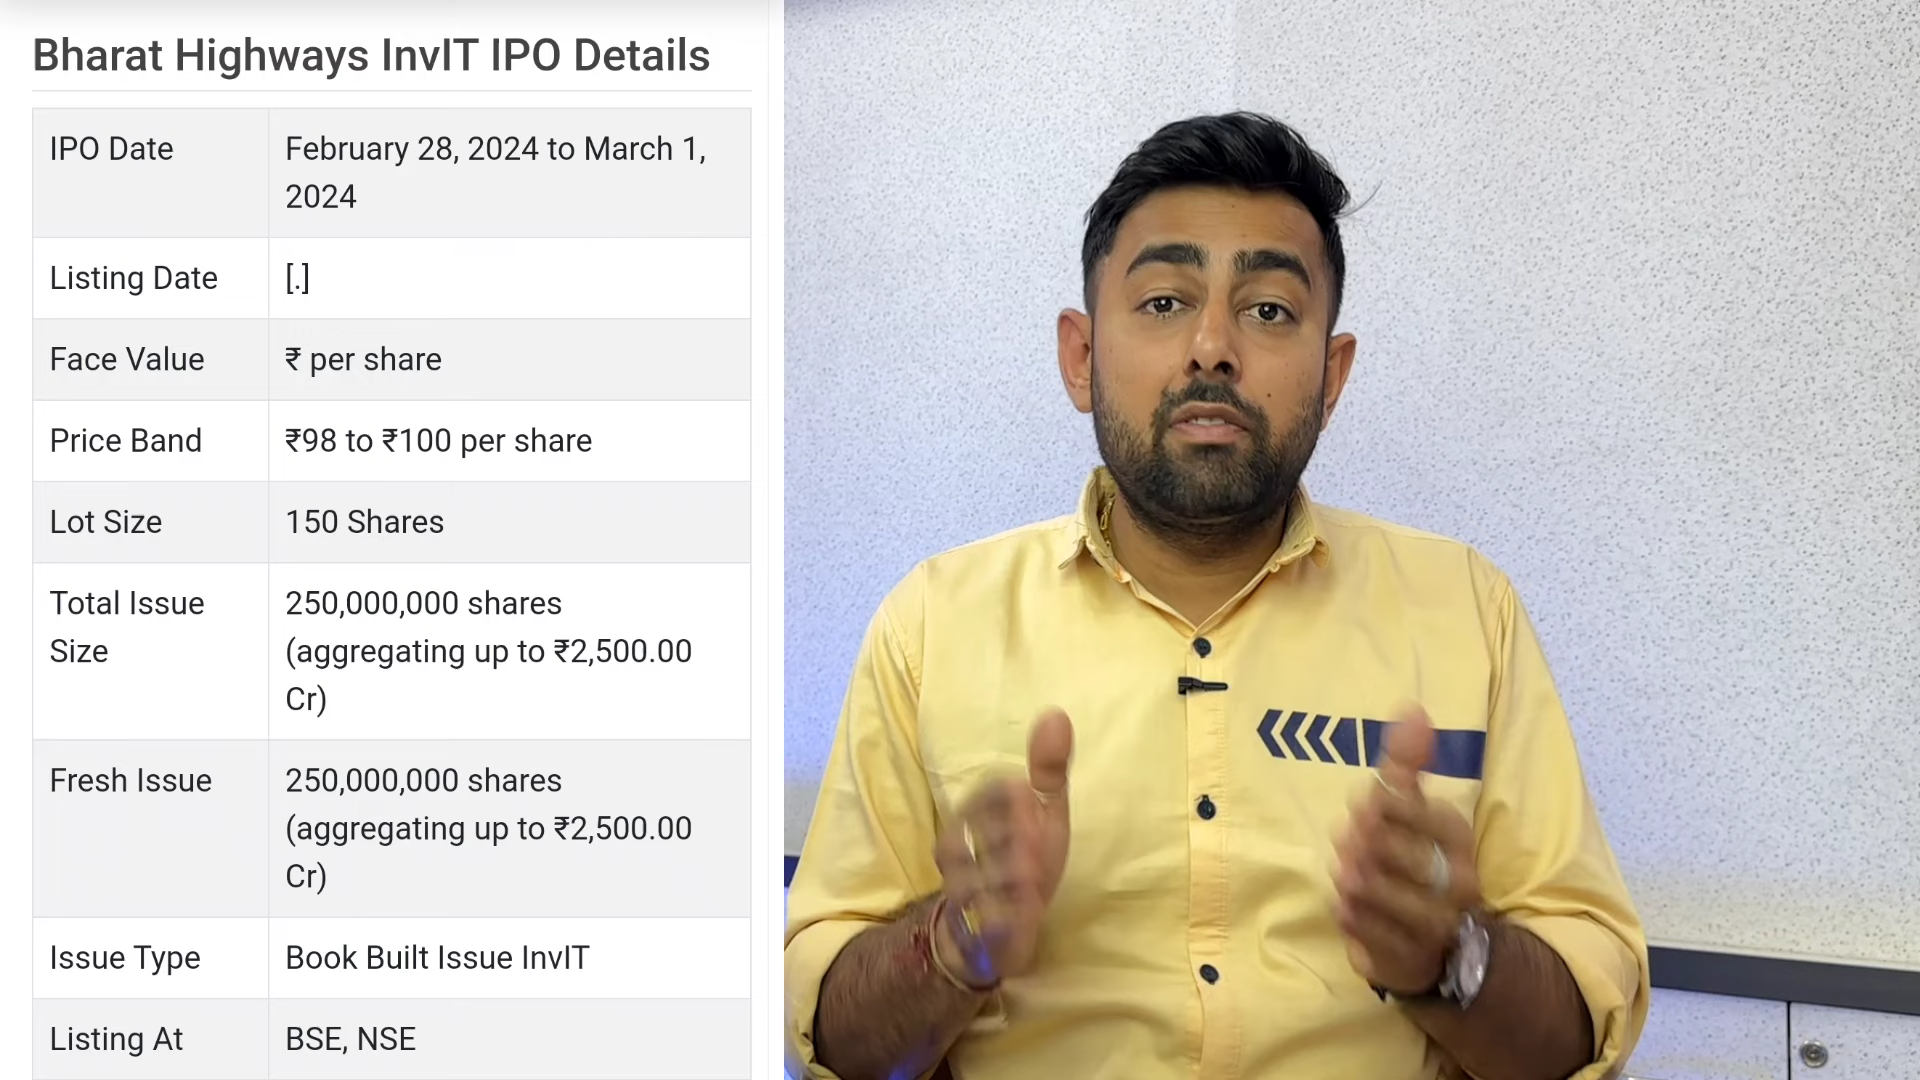 Bharat Highways InvIT IPO Details
IPO Date
February 28, 2024 to March 1,
2024
Listing Date
[.]
Face Value
₹ per share
Price Band
₹98 to ₹100 per share
Lot Size
150 Shares
Total Issue
Size
250,000,000 shares
(aggregating up to ₹2,500.00
Cr)
Fresh Issue
250,000,000 shares
(aggregating up to ₹2,500.00
Cr)
Issue Type
Book Built Issue InvIT
Listing At
BSE, NSE